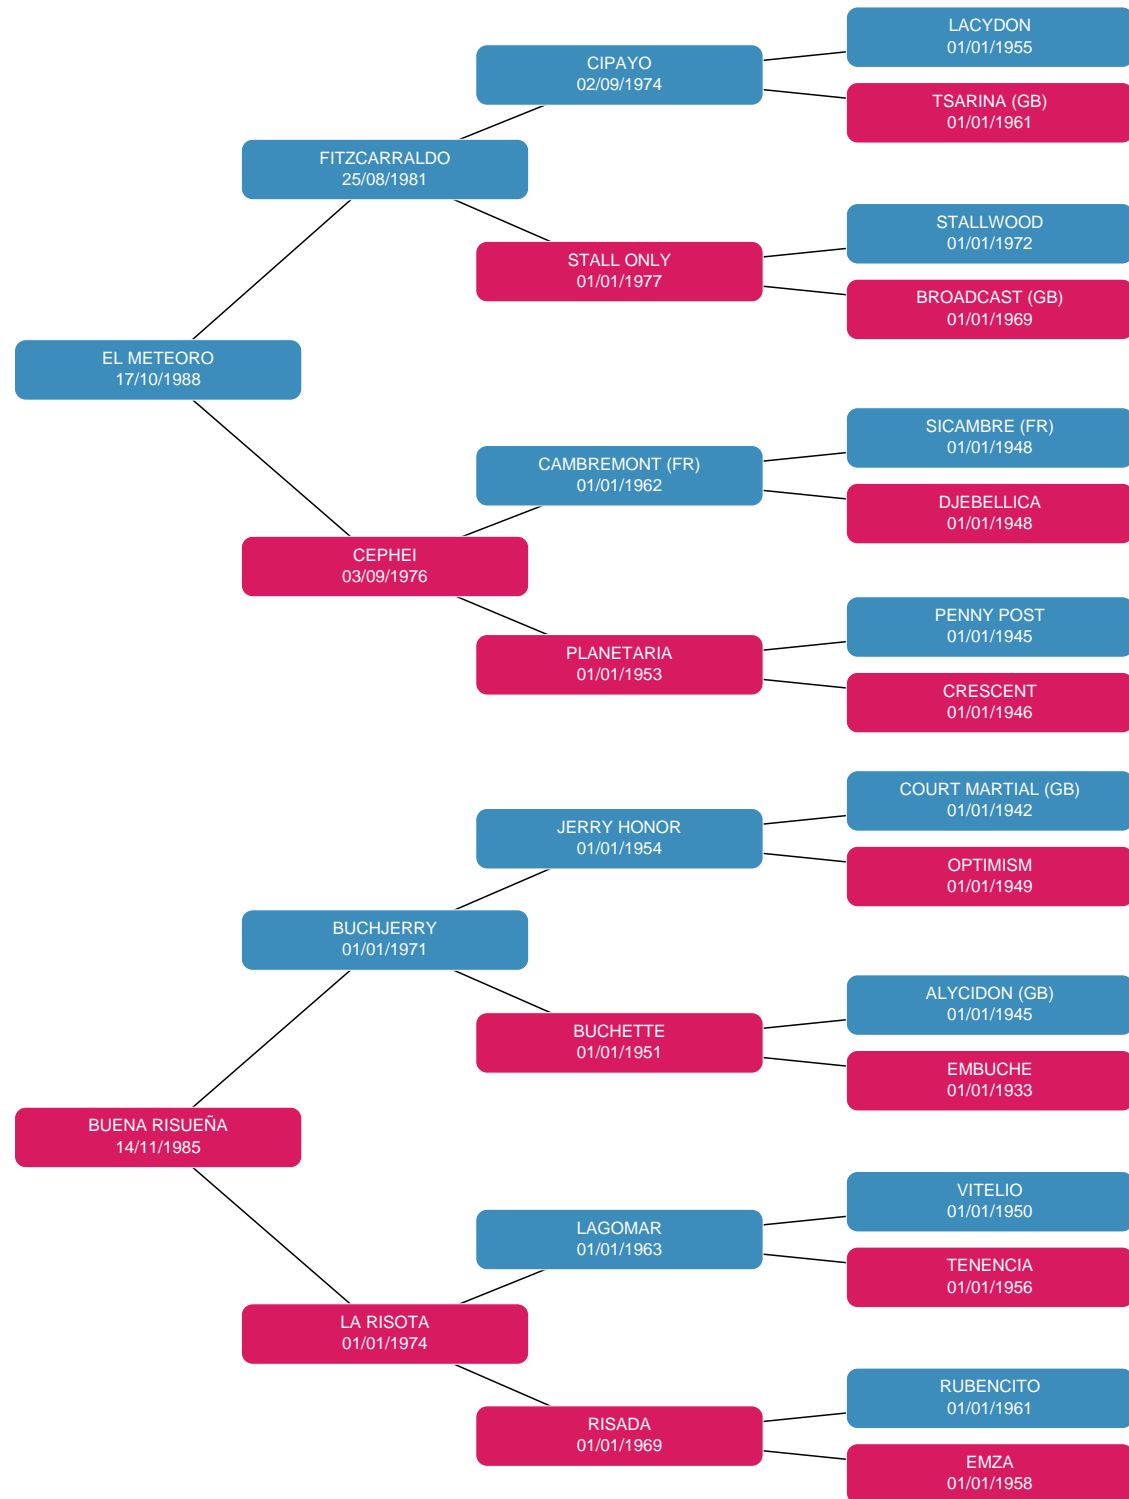 LACYDON
01/01/1955
CIPAYO
02/09/1974
TSARINA (GB)
01/01/1961
FITZCARRALDO
25/08/1981
STALLWOOD
01/01/1972
STALL ONLY
01/01/1977
BROADCAST (GB)
01/01/1969
EL METEORO
17/10/1988
SICAMBRE (FR)
01/01/1948
CAMBREMONT (FR)
01/01/1962
DJEBELLICA
01/01/1948
CEPHEI
03/09/1976
PENNY POST
01/01/1945
PLANETARIA
01/01/1953
CRESCENT
01/01/1946
COURT MARTIAL (GB)
01/01/1942
JERRY HONOR
01/01/1954
OPTIMISM
01/01/1949
BUCHJERRY
01/01/1971
ALYCIDON (GB)
01/01/1945
BUCHETTE
01/01/1951
EMBUCHE
01/01/1933
BUENA RISUEÑA
14/11/1985
VITELIO
01/01/1950
LAGOMAR
01/01/1963
TENENCIA
01/01/1956
LA RISOTA
01/01/1974
RUBENCITO
01/01/1961
RISADA
01/01/1969
EMZA
01/01/1958